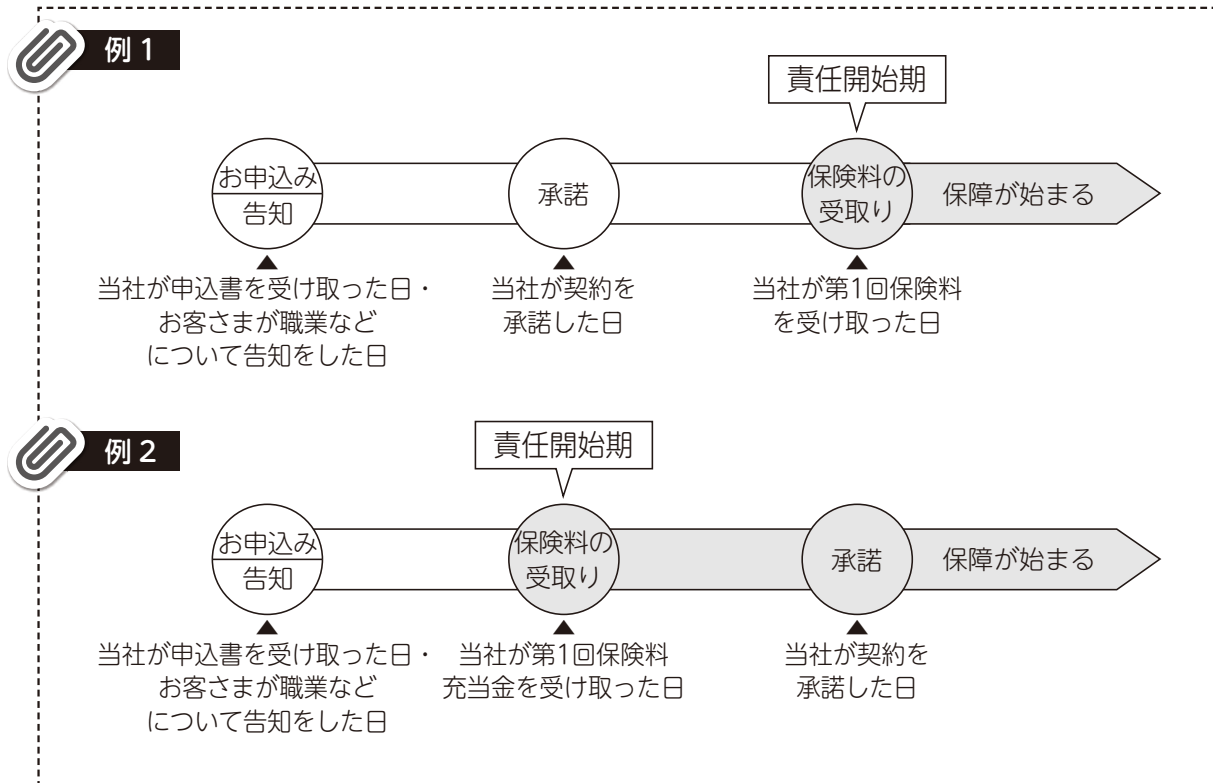 例 1
責任開始期
お申込み
告知
承諾
保険料の
受取り
保障が始まる
当社が申込書を受け取った日・
お客さまが職業など
について告知をした日
当社が契約を
承諾した日
当社が第1回保険料
を受け取った日
例 2
責任開始期
お申込み
告知
保険料の
受取り
承諾
保障が始まる
当社が申込書を受け取った日・
お客さまが職業など
について告知をした日
当社が第1回保険料
充当金を受け取った日
当社が契約を
承諾した日